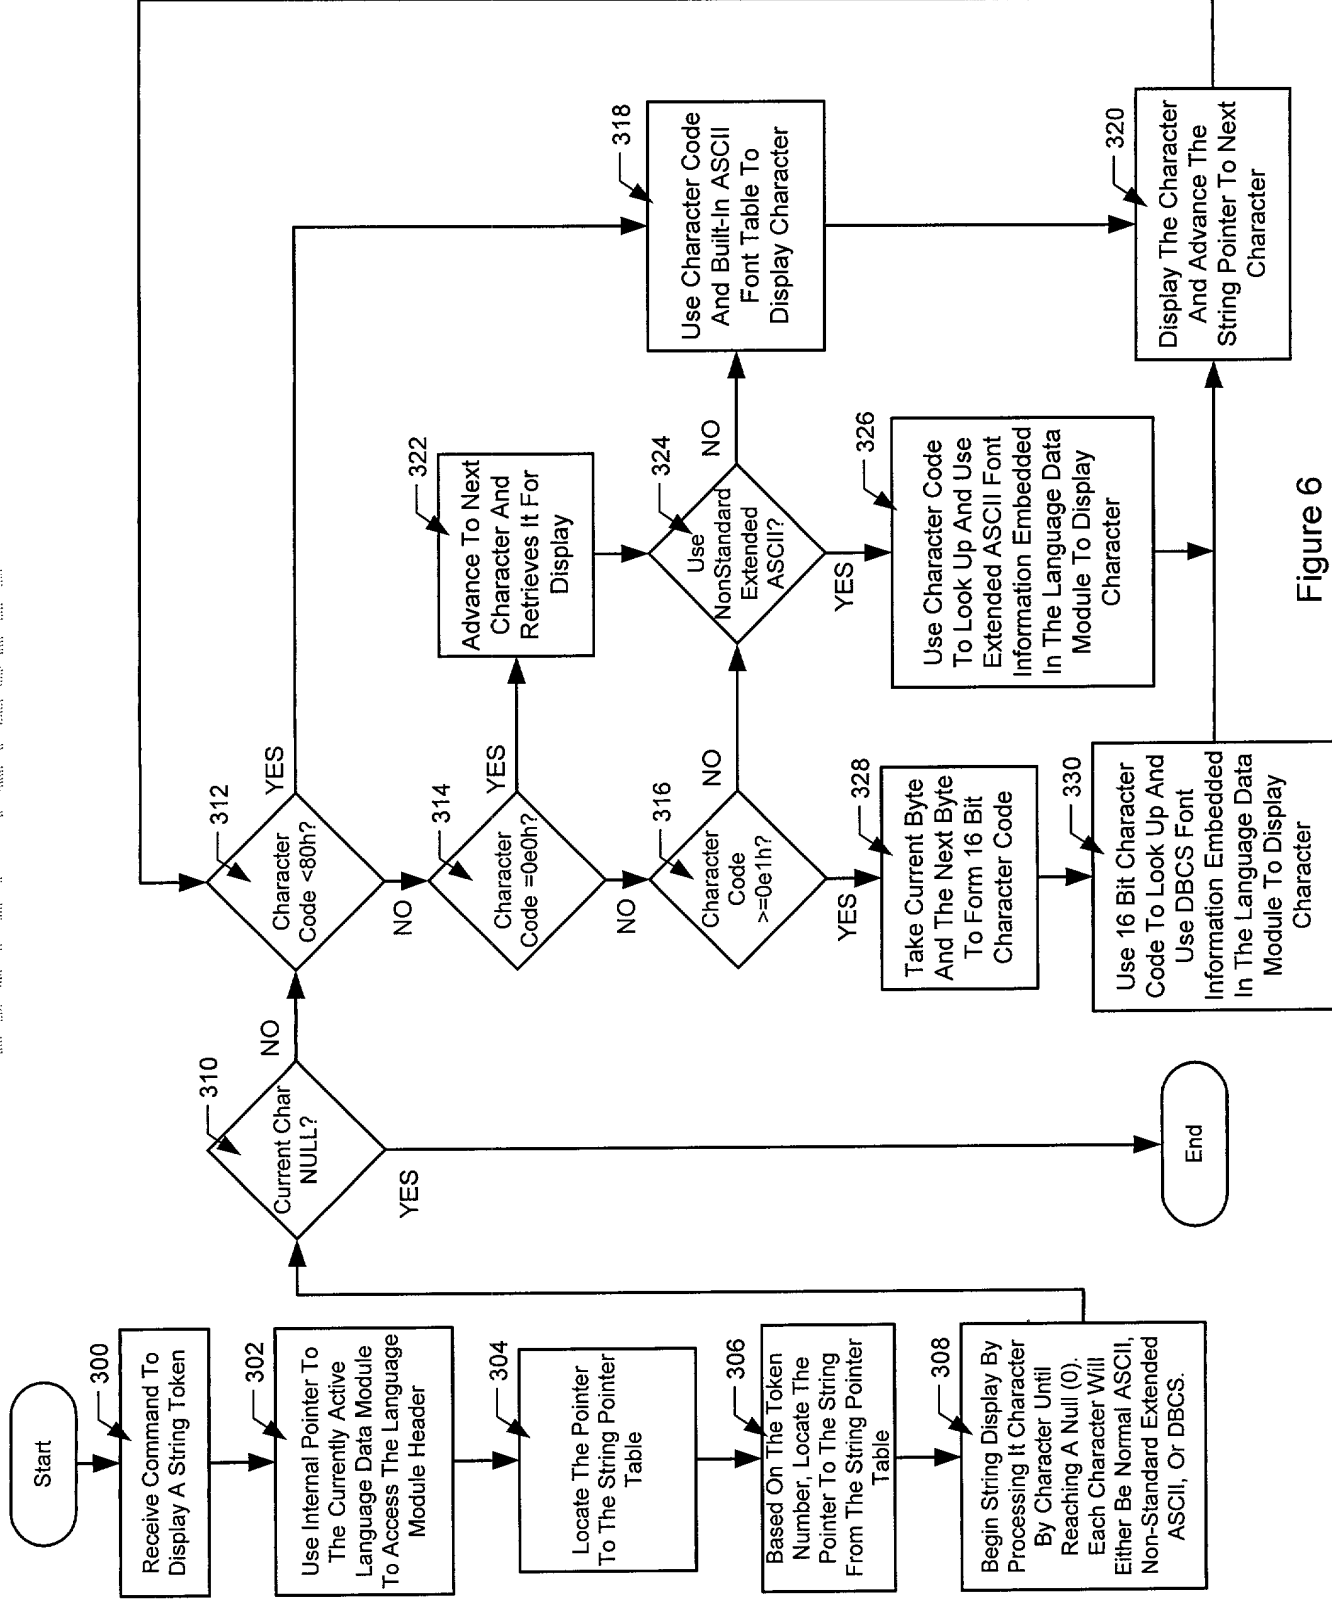 Start
300
Receive Command To
Display A String Token
302
Use Internal Pointer To
The Currently Active
Language Data Module
To Access The Language
Module Header
304
Locate The Pointer
To The String Pointer
Table
306
Based On The Token
Number, Locate The
Pointer To The String
From The String Pointer
Table
308
Begin String Display By
Processing It Character
By Character Until
Reaching A Null (0).
Each Character Will
Either Be Normal ASCII,
Non-Standard Extended
ASCII, Or DBCS.
310
Current Char
NULL?
NO
YES
End
312
Character
Code <80h?
YES
NO
314
Character
Code =0e0h?
YES
NO
316
Character
Code
>=0e1h?
NO
YES
328
Take Current Byte
And The Next Byte
To Form 16 Bit
Character Code
330
Use 16 Bit Character
Code To Look Up And
Use DBCS Font
Information Embedded
In The Language Data
Module To Display
Character
322
Advance To Next
Character And
Retrieves It For
Display
324
Use
NonStandard
Extended
ASCII?
NO
YES
326
Use Character Code
To Look Up And Use
Extended ASCII Font
Information Embedded
In The Language Data
Module To Display
Character
318
Use Character Code
And Built-In ASCII
Font Table To
Display Character
320
Display The Character
And Advance The
String Pointer To Next
Character
Figure 6